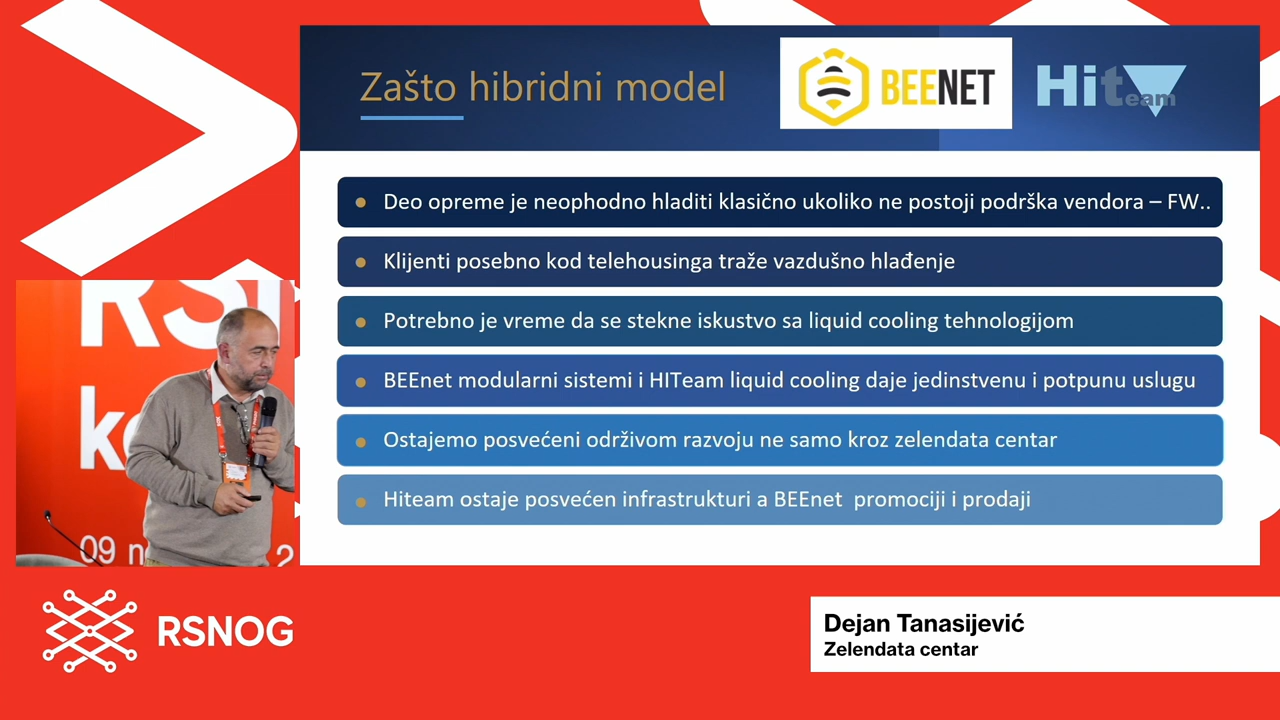 Zašto hibridni model
BEENET
Hit
eam
Deo opreme je neophodno hladiti klasično ukoliko ne postoji podrška vendora – FW..
Klijenti posebno kod telehousinga traže vazdušno hlađenje
Potrebno je vreme da se stekne iskustvo sa liquid cooling tehnologijom
BEEnet modularni sistemi i HITeam liquid cooling daje jedinstvenu i potpunu uslugu
Ostajemo posvećeni održivom razvoju ne samo kroz zelendata centar
Hiteam ostaje posvećen infrastrukturi a BEEnet promociji i prodaji
RSNOG
Dejan Tanasijević
Zelendata centar